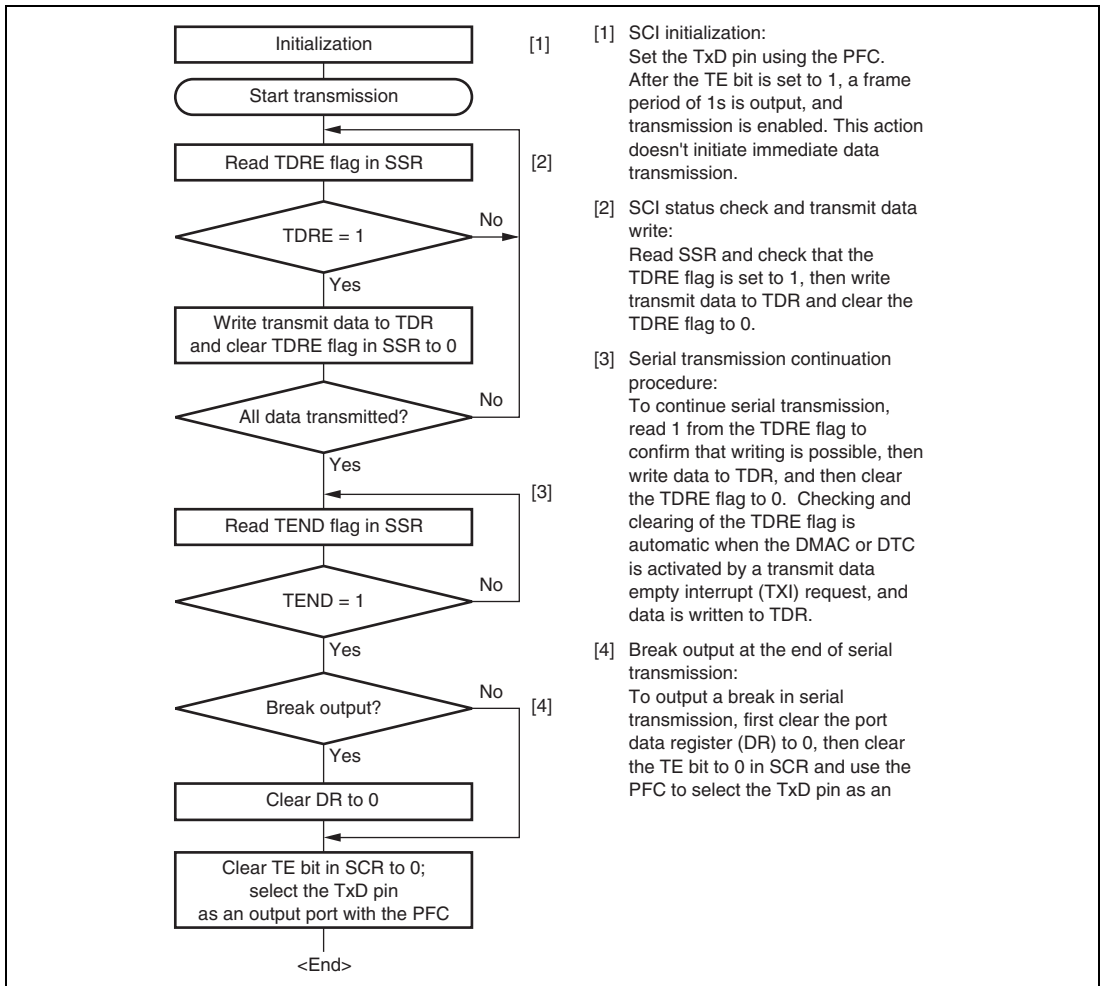 Initialization
[1]
Start transmission
Read TDRE flag in SSR
[2]
TDRE = 1
No
Yes
Write transmit data to TDR
and clear TDRE flag in SSR to 0
All data transmitted?
No
Yes
[3]
Read TEND flag in SSR
TEND = 1
No
Yes
Break output?
No
[4]
Yes
Clear DR to 0
Clear TE bit in SCR to 0;
select the TxD pin
as an output port with the PFC
<End>
[1] SCI initialization:
Set the TxD pin using the PFC.
After the TE bit is set to 1, a frame
period of 1s is output, and
transmission is enabled. This action
doesn't initiate immediate data
transmission.
[2] SCI status check and transmit data
write:
Read SSR and check that the
TDRE flag is set to 1, then write
transmit data to TDR and clear the
TDRE flag to 0.
[3] Serial transmission continuation
procedure:
To continue serial transmission,
read 1 from the TDRE flag to
confirm that writing is possible, then
write data to TDR, and then clear
the TDRE flag to 0. Checking and
clearing of the TDRE flag is
automatic when the DMAC or DTC
is activated by a transmit data
empty interrupt (TXI) request, and
data is written to TDR.
[4] Break output at the end of serial
transmission:
To output a break in serial
transmission, first clear the port
data register (DR) to 0, then clear
the TE bit to 0 in SCR and use the
PFC to select the TxD pin as an